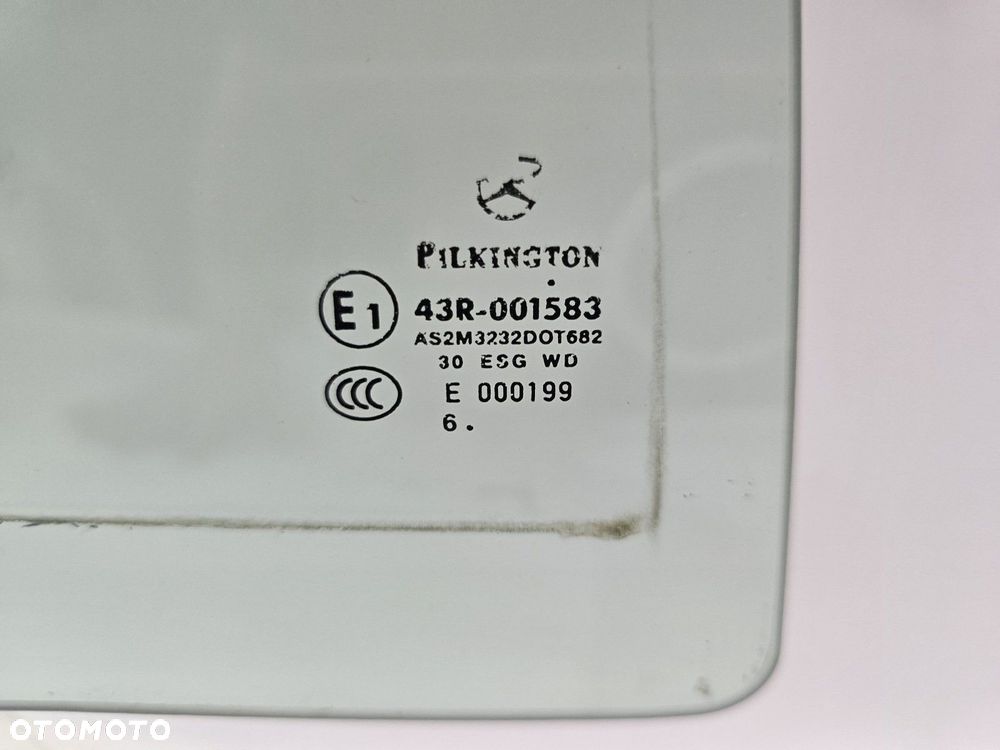 PILKINGTON
E1
43R-001583
AS2M3232DOT682
30 ESG WD
CCC
E 000199
6.
OTOMOTO